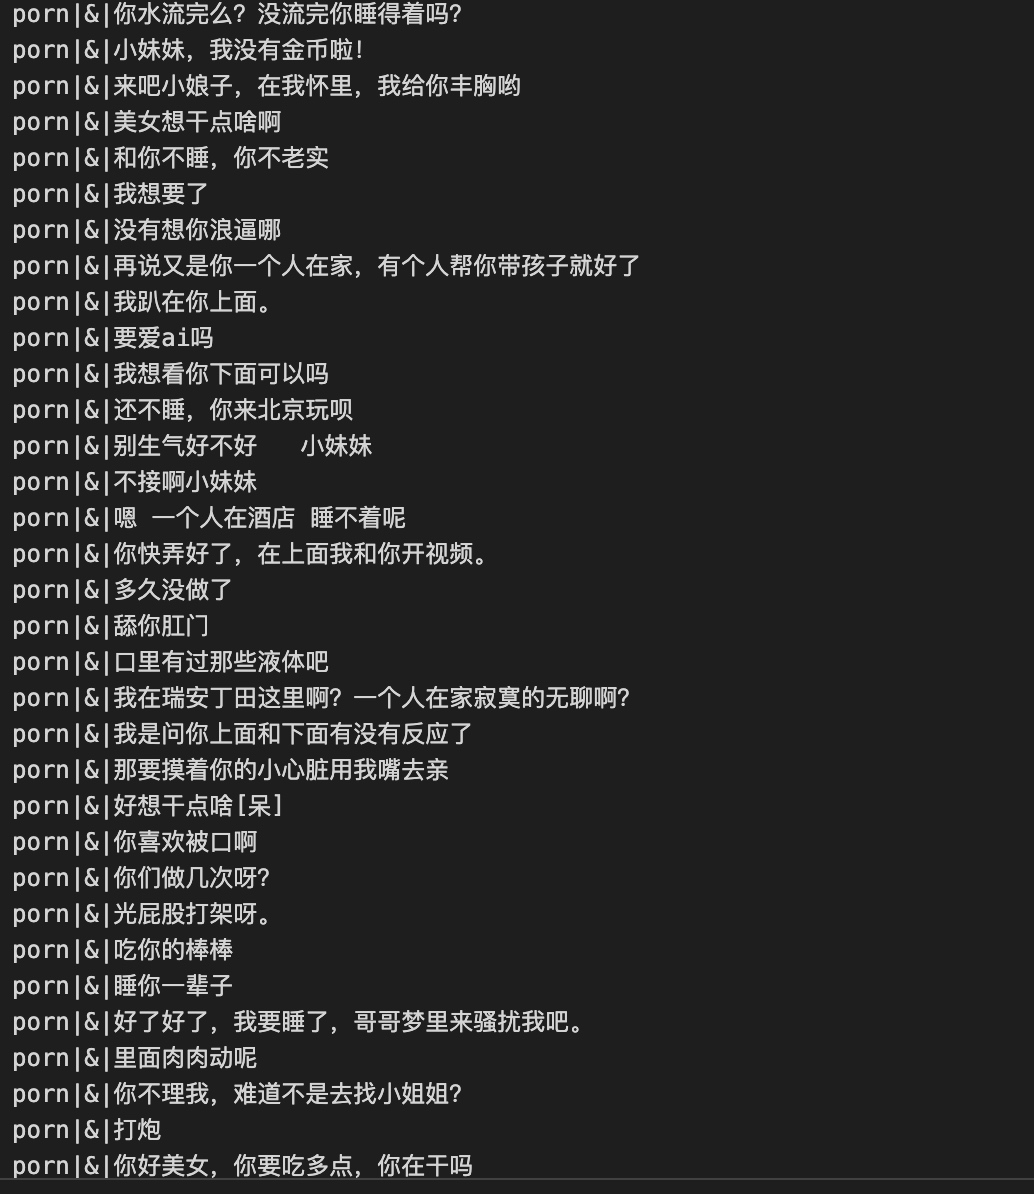 porn|&|你水流完么？没流完你睡得着吗？
porn|&|小妹妹，我没有金币啦！
porn|&|来吧小娘子，在我怀里，我给你丰胸哟
porn|&|美女想干点啥啊
porn|&|和你不睡，你不老实
porn|&|我想要了
porn|&|没有想你浪逼哪
porn|&|再说又是你一个人在家，有个人帮你带孩子就好了
porn|&|我趴在你上面。
porn|&|要爱ai吗
porn|&|我想看你下面可以吗
porn|&|还不睡，你来北京玩呗
porn|&|别生气好不好   小妹妹
porn|&|不接啊小妹妹
porn|&|嗯 一个人在酒店 睡不着呢
porn|&|你快弄好了，在上面我和你开视频。
porn|&|多久没做了
porn|&|舔你肛门
porn|&|口里有过那些液体吧
porn|&|我在瑞安丁田这里啊？一个人在家寂寞的无聊啊？
porn|&|我是问你上面和下面有没有反应了
porn|&|那要摸着你的小心脏用我嘴去亲
porn|&|好想干点啥[呆]
porn|&|你喜欢被口啊
porn|&|你们做几次呀？
porn|&|光屁股打架呀。
porn|&|吃你的棒棒
porn|&|睡你一辈子
porn|&|好了好了，我要睡了，哥哥梦里来骚扰我吧。
porn|&|里面肉肉动呢
porn|&|你不理我，难道不是去找小姐姐？
porn|&|打炮
porn|&|你好美女，你要吃多点，你在干吗